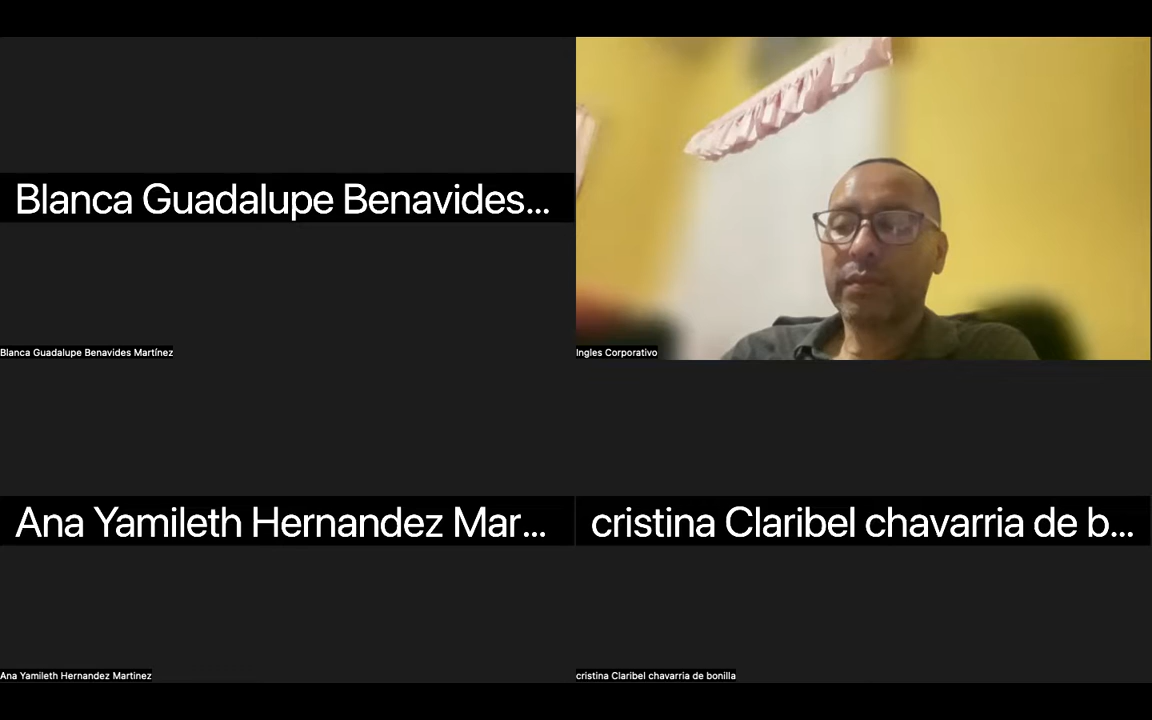 Blanca Guadalupe Benavides...
Blanca Guadalupe Benavides Martínez
Ingles Corporativo
Ana Yamileth Hernandez Mar...
cristina Claribel chavarria de b...
Ana Yamileth Hernandez Martinez
cristina Claribel chavarria de bonilla